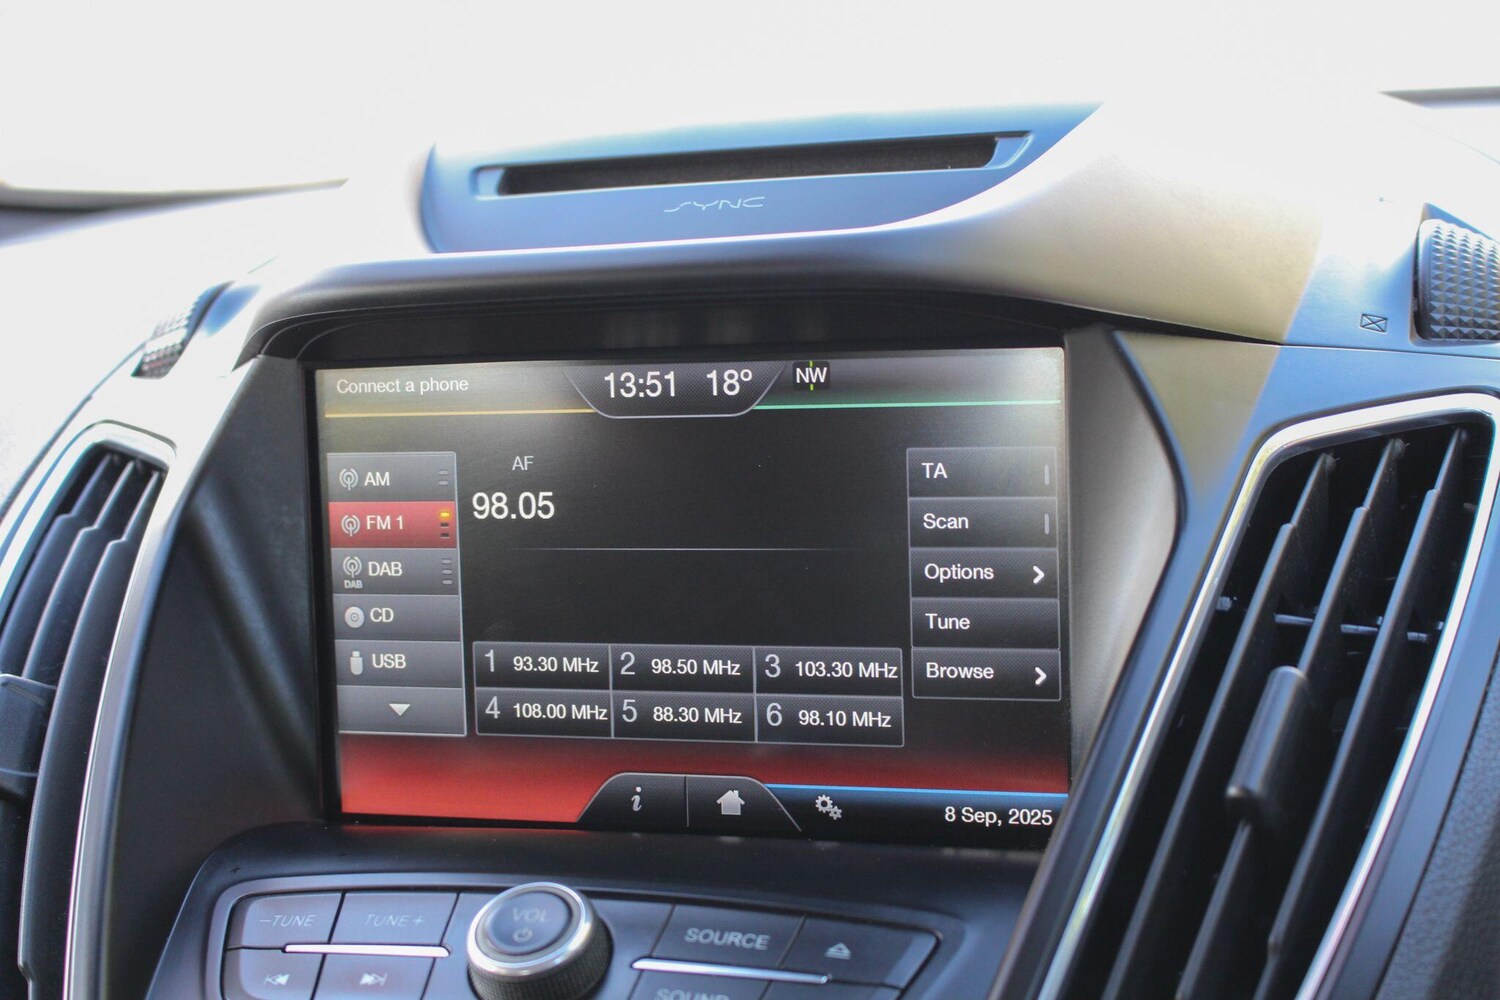 SYNC
Connect a phone
13:51 18°
NW
AM
FM 1
DAB
DAB
CD
USB
AF
98.05
TA
Scan
Options
Tune
Browse
1 93.30 MHz 2 98.50 MHz 3 103.30 MHz
4 108.00 MHz 5 88.30 MHz 6 98.10 MHz
i
8 Sep, 2025
-TUNE TUNE+
VOL
SOURCE
SOUND